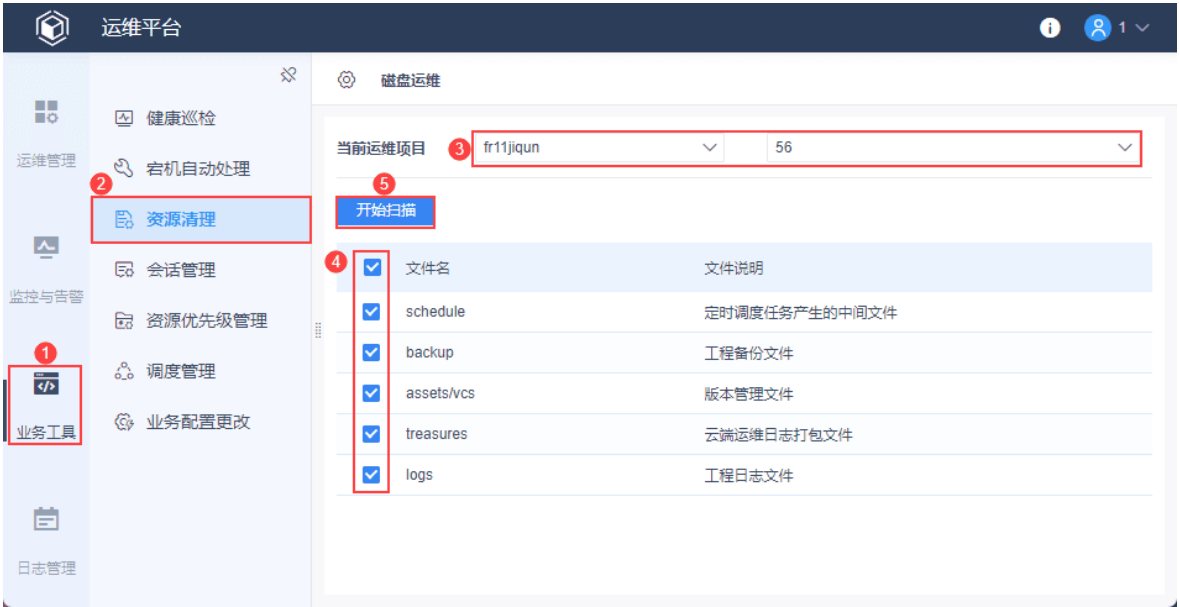 运维平台
1
磁盘运维
运维管理
监控与告警
1
业务工具
日志管理
健康巡检
宕机自动处理
2
资源清理
会话管理
资源优先级管理
调度管理
业务配置更改
当前运维项目 3 fr11jiqun 56
5
开始扫描
4 文件名 文件说明
schedule 定时调度任务产生的中间文件
backup 工程备份文件
assets/vcs 版本管理文件
treasures 云端运维日志打包文件
logs 工程日志文件